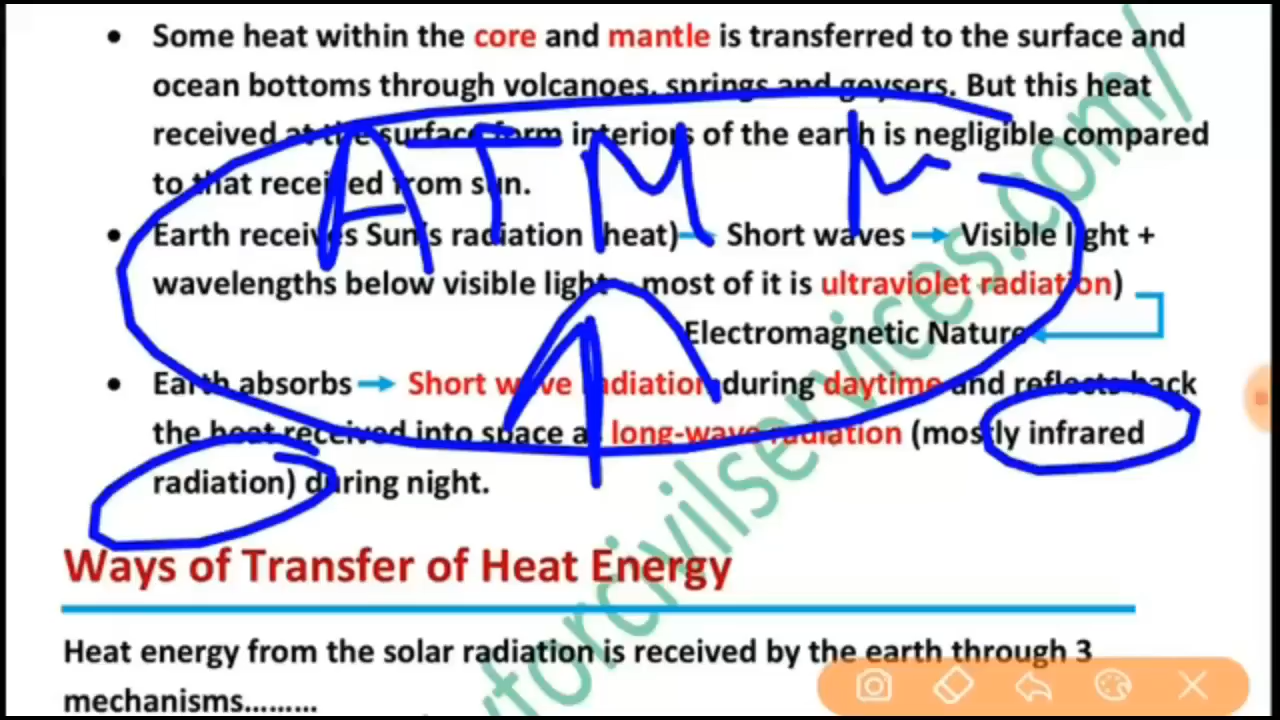 • Some heat within the core and mantle is transferred to the surface and
ocean bottoms through volcanoes, springs and geysers. But this heat
received at the surface form interiors of the earth is negligible compared
to that received from sun.
• Earth receives Sun's radiation (heat) → Short waves → Visible light +
wavelengths below visible light most of it is ultraviolet radiation)
Electromagnetic Nature
• Earth absorbs → Short wave radiation during daytime and reflects back
the heat received into space as long-wave radiation (mostly infrared
radiation) during night.
ATM
Ways of Transfer of Heat Energy
Heat energy from the solar radiation is received by the earth through 3
mechanisms.........
torcivilservices.com/